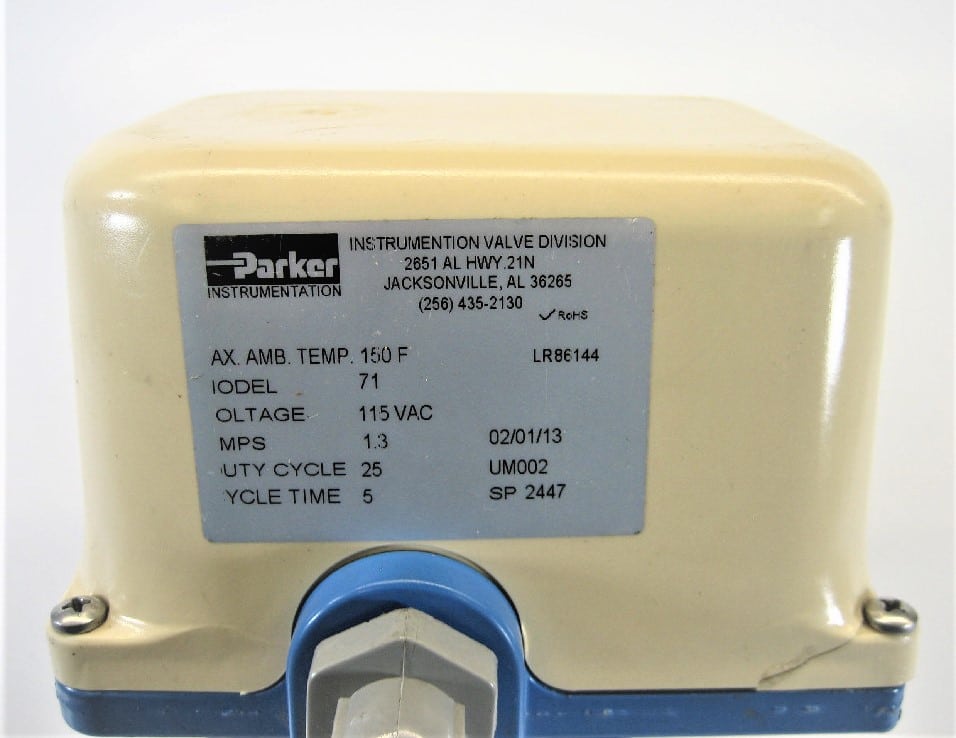 Parker
INSTRUMENTATION
INSTRUMENTION VALVE DIVISION
2651 AL HWY.21N
JACKSONVILLE, AL 36265
(256) 435-2130
✓RoHS
AX. AMB. TEMP. 150 F LR86144
IODEL 71
OLTAGE 115 VAC
MPS 1.3 02/01/13
UTY CYCLE 25 UM002
YCLE TIME 5 SP 2447